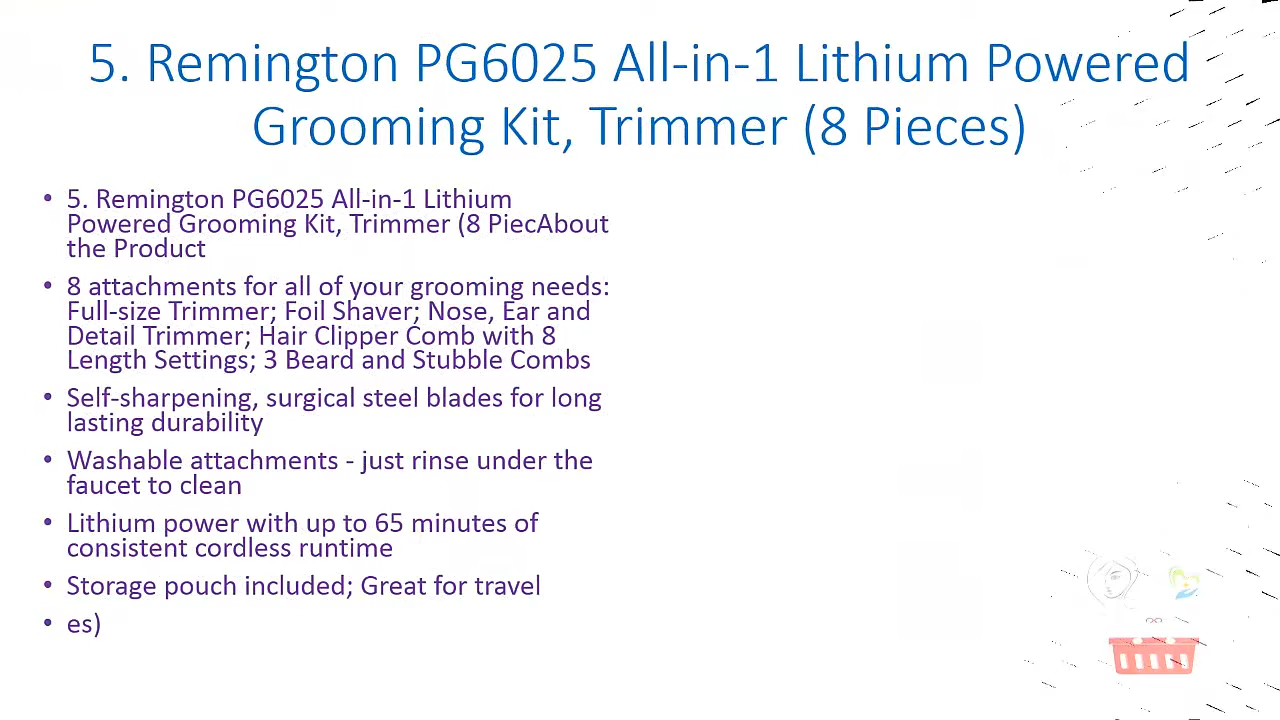 5. Remington PG6025 All-in-1 Lithium Powered
Grooming Kit, Trimmer (8 Pieces)
• 5. Remington PG6025 All-in-1 Lithium
Powered Grooming Kit, Trimmer (8 PiecAbout
the Product
• 8 attachments for all of your grooming needs:
Full-size Trimmer; Foil Shaver; Nose, Ear and
Detail Trimmer; Hair Clipper Comb with 8
Length Settings; 3 Beard and Stubble Combs
• Self-sharpening, surgical steel blades for long
lasting durability
• Washable attachments - just rinse under the
faucet to clean
• Lithium power with up to 65 minutes of
consistent cordless runtime
• Storage pouch included; Great for travel
• es)